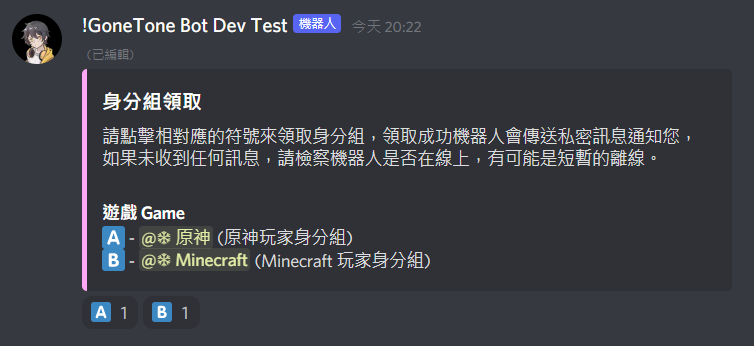 !GoneTone Bot Dev Test 機器人 今天 20:22
(已編輯)
身分組領取
請點擊相對應的符號來領取身分組，領取成功機器人會傳送私密訊息通知您，
如果未收到任何訊息，請檢察機器人是否在線上，有可能是短暫的離線。
遊戲 Game
A - @❄ 原神 (原神玩家身分組)
B - @❄ Minecraft (Minecraft 玩家身分組)
A 1 B 1